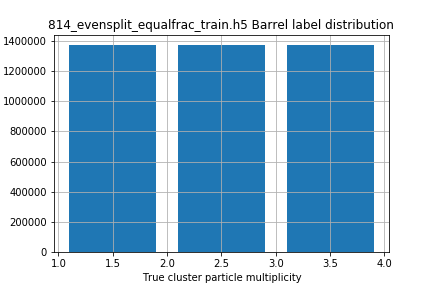 814_evensplit_equalfrac_train.h5 Barrel label distribution
1400000
1200000
1000000
800000
600000
400000
200000
0
1.0 1.5 2.0 2.5 3.0 3.5 4.0
True cluster particle multiplicity